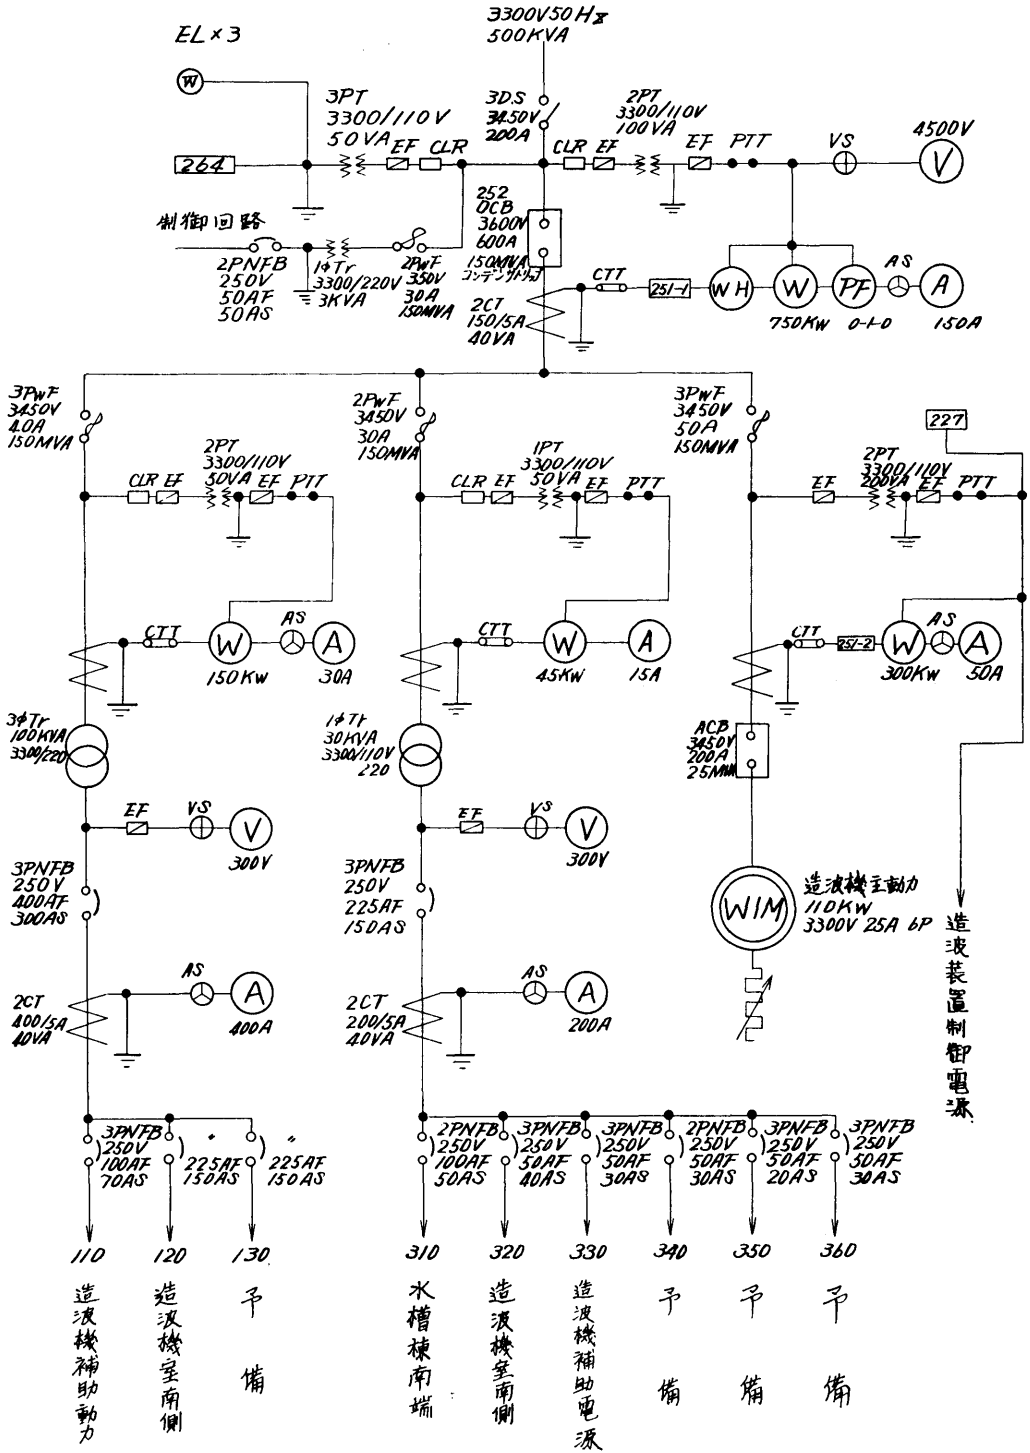 EL×3
3300V50Hz
500KVA
W
3PT
3300/110V
50VA
EF
CLR
3DS
3450V
200A
2PT
3300/110V
100VA
CLR
EF
EF
PTT
VS
4500V
V
264
制御回路
2PNFB
250V
50AF
50AS
1φTr
3300/220V
3KVA
2PWF
350V
30A
150MVA
252
OCB
3600V
600A
150MVA
コンデンサトリップ
2CT
150/5A
40VA
CTT
251-1
WH
W
PF
AS
A
750KW
0-1-0
150A
3PWF
3450V
40A
150MVA
2PT
3300/110V
50VA
CLR
EF
EF
PTT
2PWF
3450V
30A
150MVA
1PT
3300/110V
50VA
CLR
EF
EF
PTT
3PWF
3450V
50A
150MVA
227
2PT
3300/110V
200VA
EF
EF
PTT
CTT
W
AS
A
150KW
30A
CTT
W
A
45KW
15A
CTT
251-2
W
AS
A
300KW
50A
3φTr
100KVA
3300/220
1φTr
30KVA
3300/110V
220
ACB
3450V
200A
25MVA
EF
VS
V
300V
EF
VS
V
300V
3PNFB
250V
400AF
300AS
3PNFB
250V
225AF
150AS
WIM
造波機主動力
110KW
3300V 25A 6P
造波装置制御電源
2CT
400/5A
40VA
AS
A
400A
2CT
200/5A
40VA
AS
A
200A
3PNFB
250V
100AF
70AS
〃
225AF
150AS
〃
225AF
150AS
2PNFB
250V
100AF
50AS
3PNFB
250V
50AF
40AS
3PNFB
250V
50AF
30AS
2PNFB
250V
50AF
30AS
3PNFB
250V
50AF
20AS
3PNFB
250V
50AF
30AS
110
120
130
310
320
330
340
350
360
造波機補助動力
造波機室南側
予備
水槽棟南端
造波機室南側
造波機補助電源
予備
予備
予備